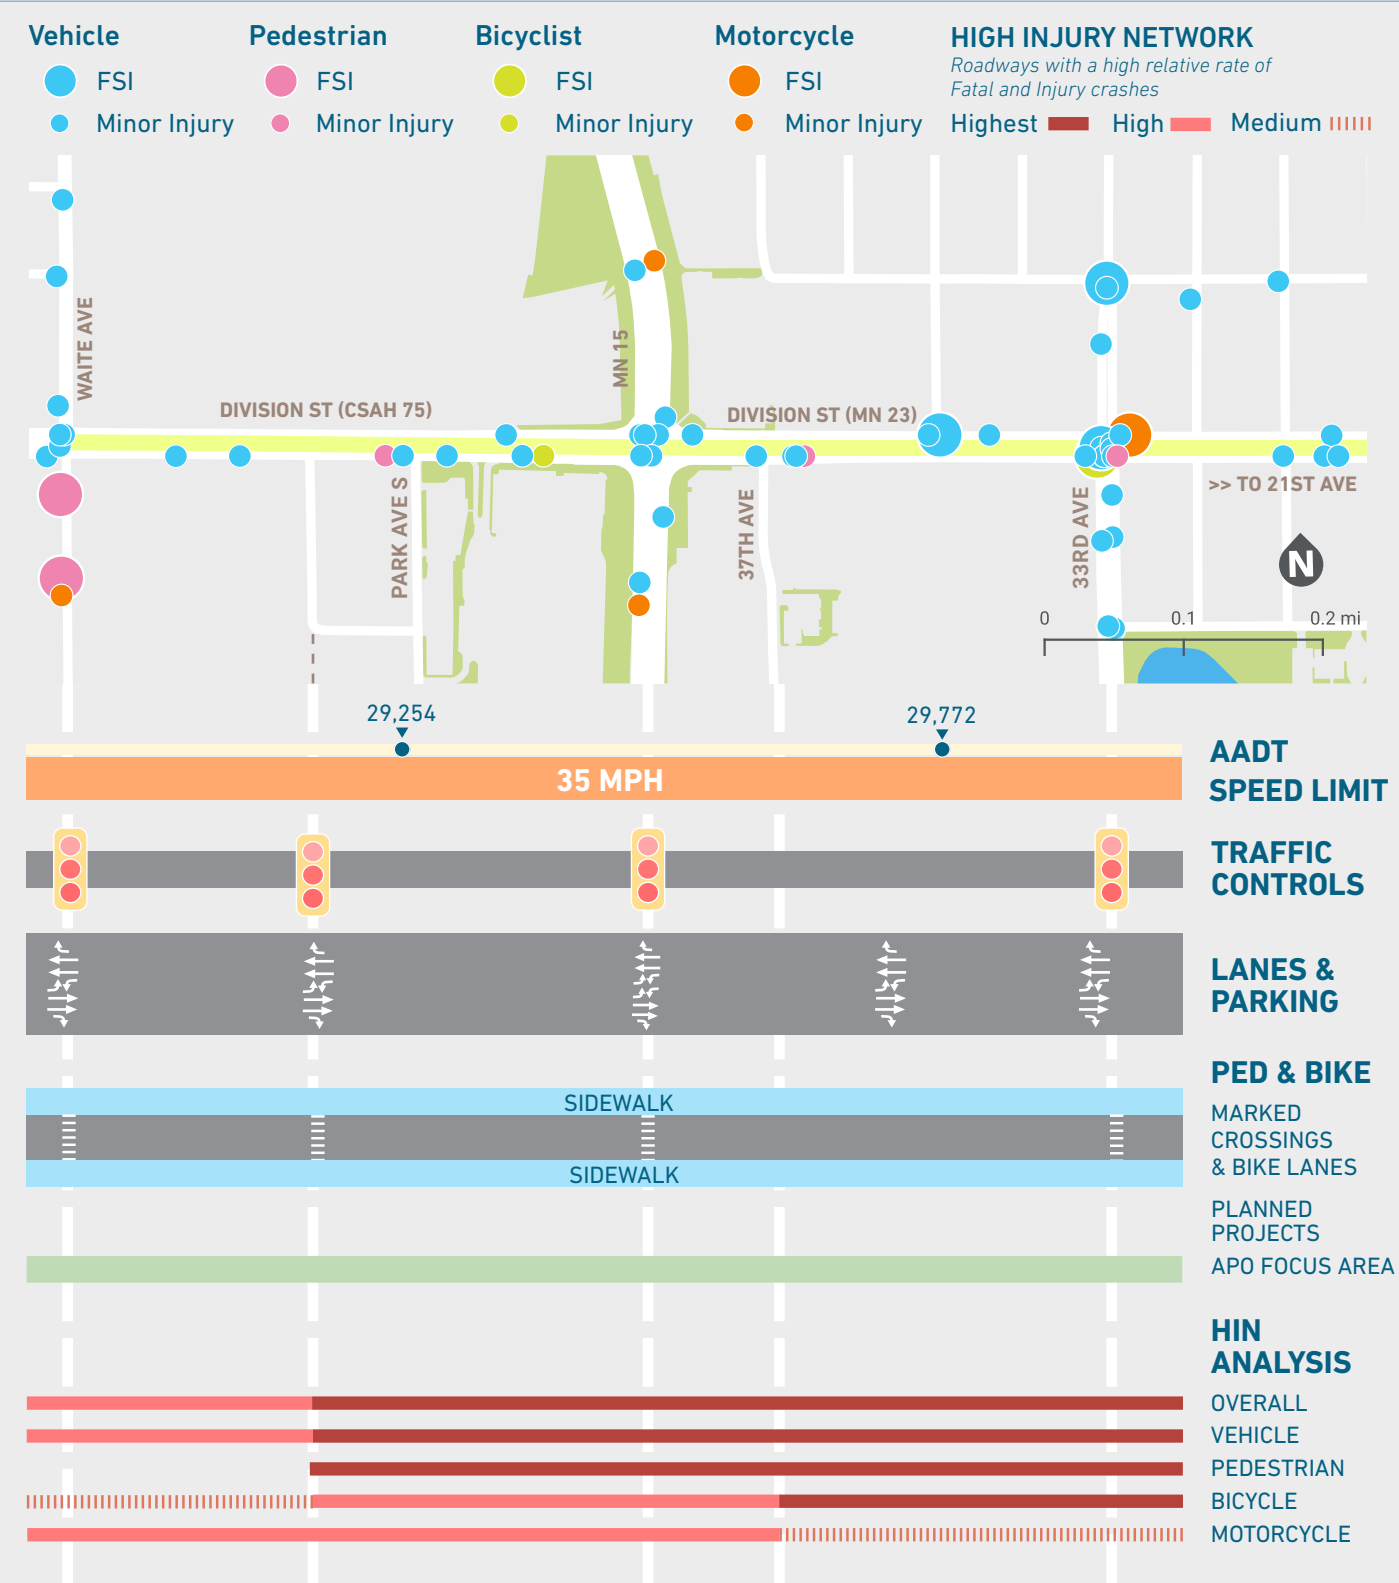 Vehicle
FSI
Minor Injury
Pedestrian
FSI
Minor Injury
Bicyclist
FSI
Minor Injury
Motorcycle
FSI
Minor Injury
HIGH INJURY NETWORK
Roadways with a high relative rate of
Fatal and Injury crashes
Highest
High
Medium
WAITE AVE
MN 15
DIVISION ST (CSAH 75)
DIVISION ST (MN 23)
PARK AVE S
37TH AVE
33RD AVE
>> TO 21ST AVE
N
0
0.1
0.2 mi
29,254
29,772
AADT
35 MPH
SPEED LIMIT
TRAFFIC
CONTROLS
LANES &
PARKING
PED & BIKE
SIDEWALK
SIDEWALK
MARKED
CROSSINGS
& BIKE LANES
PLANNED
PROJECTS
APO FOCUS AREA
HIN
ANALYSIS
OVERALL
VEHICLE
PEDESTRIAN
BICYCLE
MOTORCYCLE